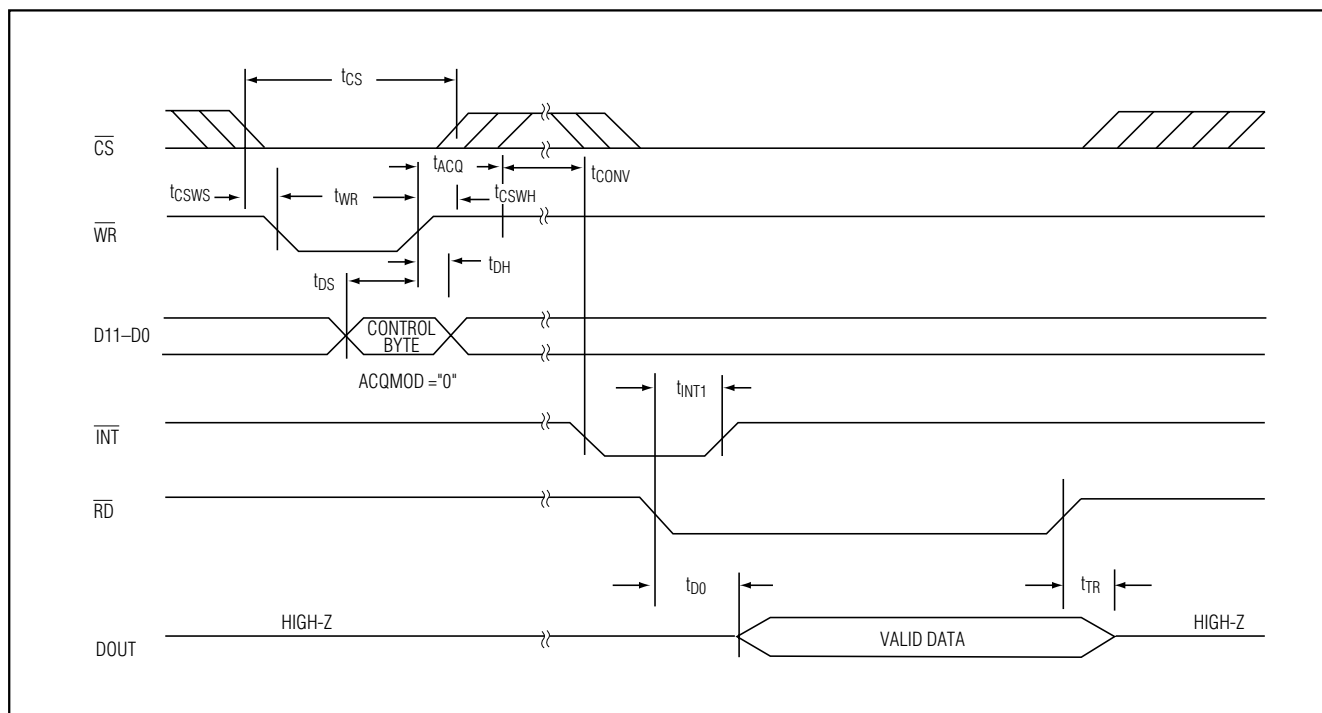 tCS
CS
tACQ
tCONV
tCSWS
tWR
tCSWH
WR
tDH
tDS
D11–D0
CONTROL
BYTE
ACQMOD ="0"
tINT1
INT
RD
tD0
tTR
HIGH-Z
HIGH-Z
VALID DATA
DOUT